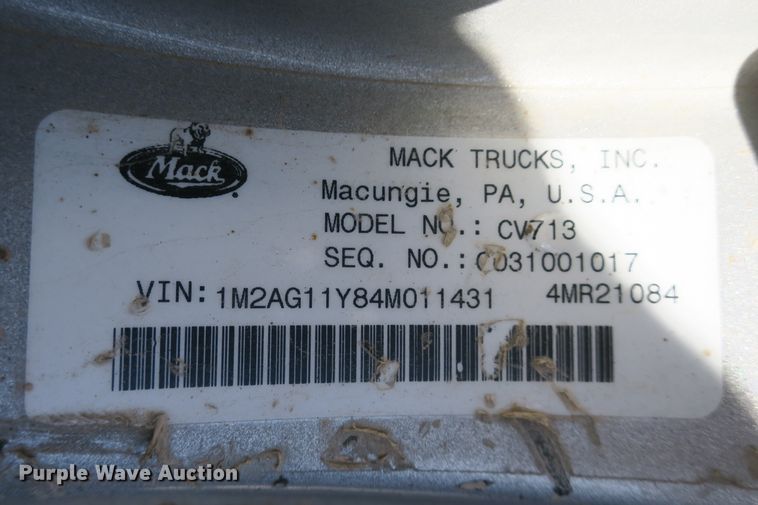 Mack
MACK TRUCKS, INC.
Macungie, PA, U.S.A.
MODEL NO.: CV713
SEQ. NO.: C031001017
VIN: 1M2AG11Y84M011431 4MR21084
Purple Wave Auction